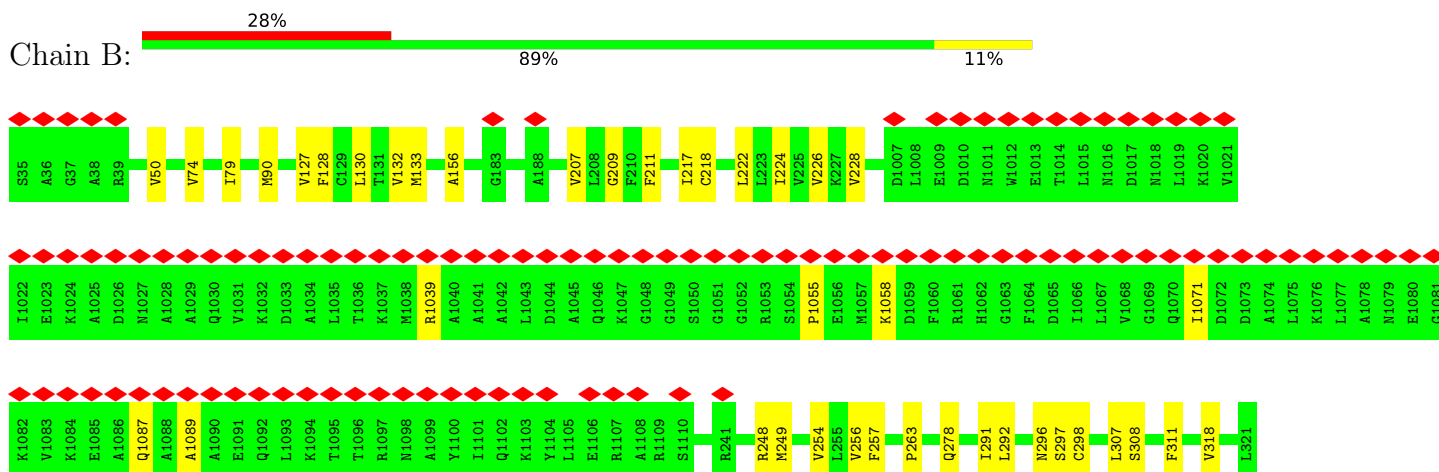 28%
Chain B:
89% 11%
S35 A36 G37 A38 R39 V50 V74 I79 M90 V127 F128 C129 L130 T131 V132 M133 A156 G183 A188 V207 L208 G209 F210 F211 I217 C218 L222 L223 I224 V225 V226 K227 V228 D1007 L1008 E1009 D1010 N1011 W1012 E1013 T1014 L1015 N1016 D1017 N1018 L1019 K1020 V1021
I1022 E1023 K1024 A1025 D1026 N1027 A1028 A1029 Q1030 V1031 K1032 D1033 A1034 L1035 T1036 K1037 M1038 R1039 A1040 A1041 A1042 L1043 D1044 A1045 Q1046 K1047 G1048 G1049 S1050 G1051 G1052 R1053 S1054 P1055 E1056 M1057 K1058 D1059 F1060 R1061 H1062 G1063 F1064 D1065 I1066 L1067 V1068 G1069 Q1070 I1071 D1072 D1073 A1074 L1075 K1076 L1077 A1078 N1079 E1080 G1081
K1082 V1083 K1084 E1085 A1086 Q1087 A1088 A1089 A1090 E1091 Q1092 L1093 K1094 T1095 T1096 R1097 N1098 A1099 Y1100 I1101 Q1102 K1103 Y1104 L1105 E1106 R1107 A1108 R1109 S1110 R241 R248 M249 V254 L255 V256 F257 P263 Q278 I291 L292 N296 S297 C298 L307 S308 F311 V318 L321